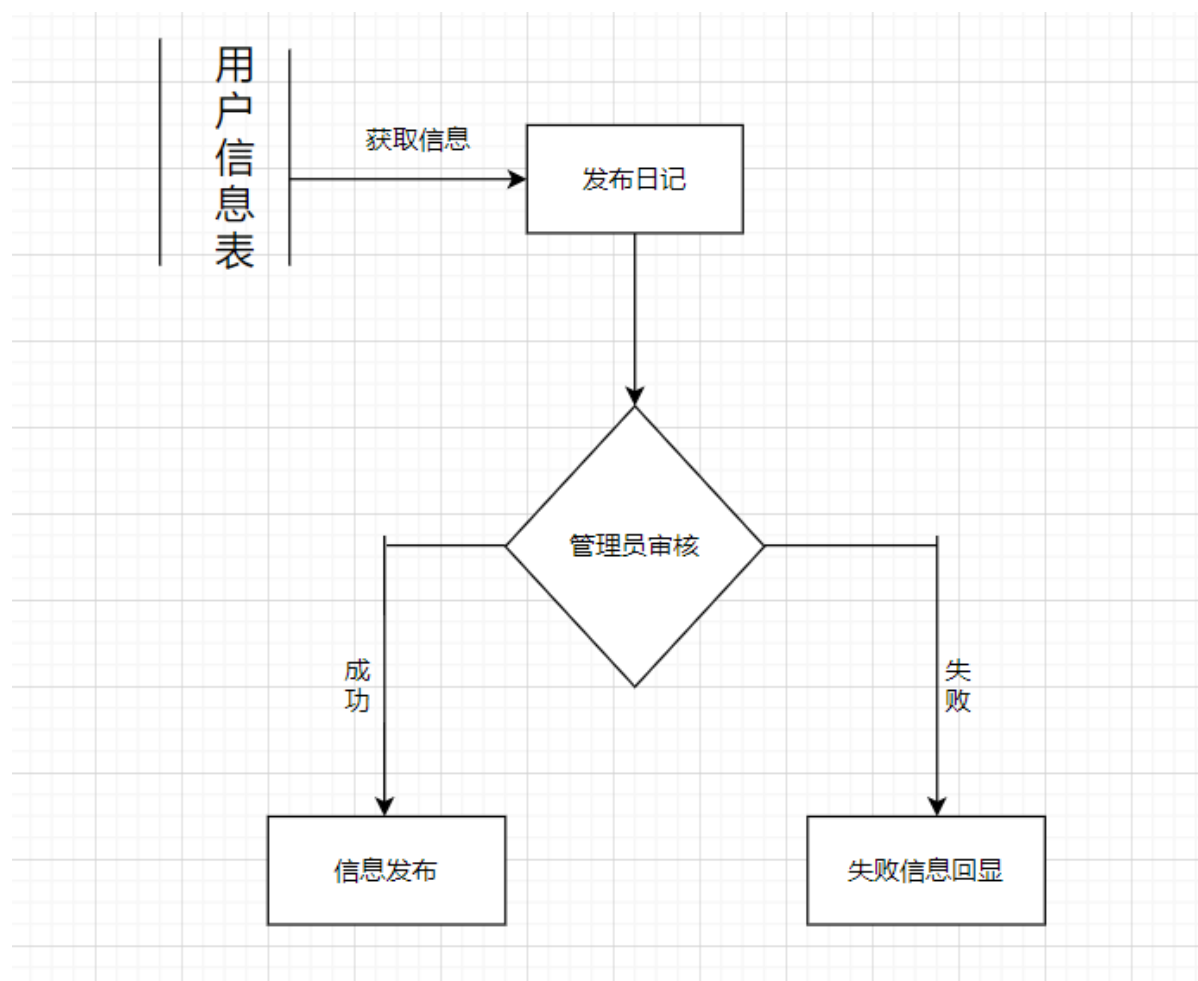 用户信息表
获取信息
发布日记
管理员审核
成功
失败
信息发布
失败信息回显